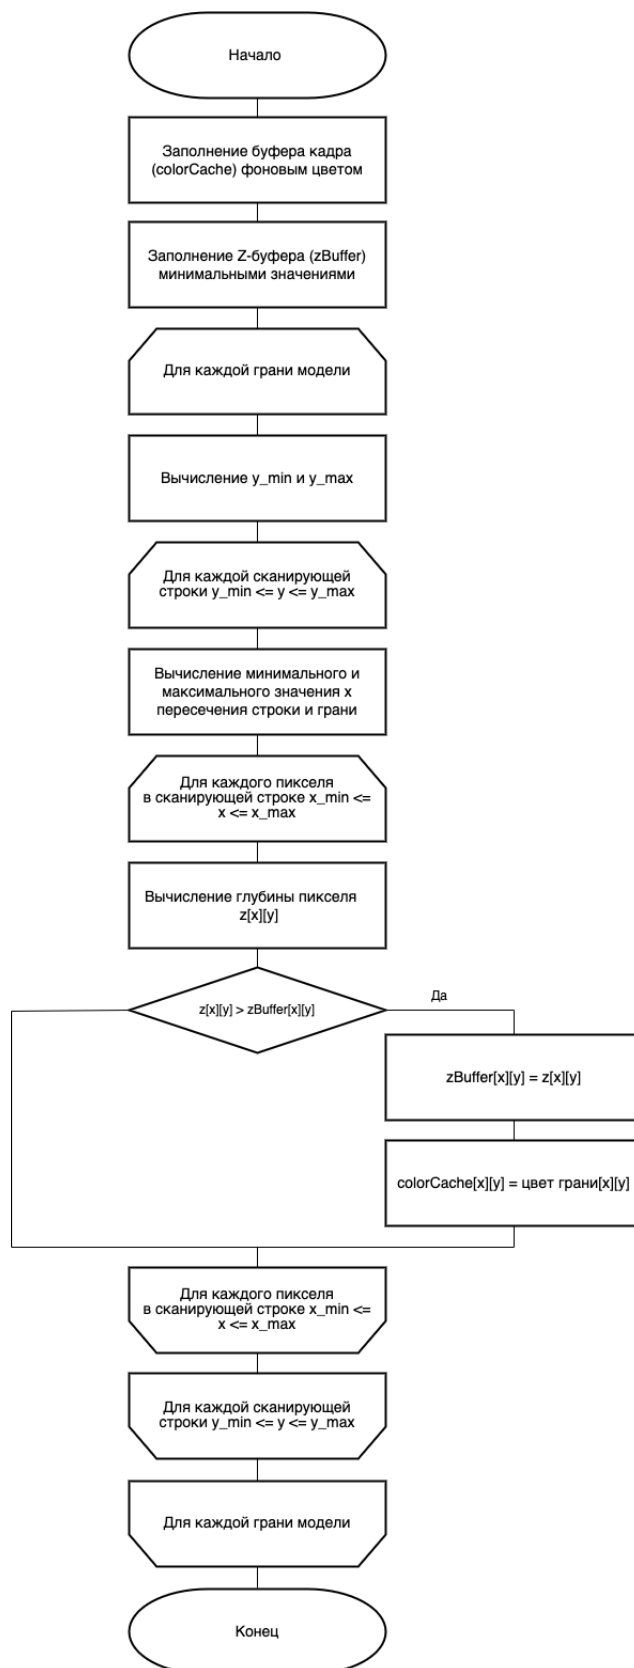 Начало
Заполнение буфера кадра
(colorCache) фоновым цветом
Заполнение Z-буфера (zBuffer)
минимальными значениями
Для каждой грани модели
Вычисление y_min и y_max
Для каждой сканирующей
строки y_min <= y <= y_max
Вычисление минимального и
максимального значения x
пересечения строки и грани
Для каждого пикселя
в сканирующей строке x_min <=
x <= x_max
Вычисление глубины пикселя
z[x][y]
z[x][y] > zBuffer[x][y]
Да
zBuffer[x][y] = z[x][y]
colorCache[x][y] = цвет грани[x][y]
Для каждого пикселя
в сканирующей строке x_min <=
x <= x_max
Для каждой сканирующей
строки y_min <= y <= y_max
Для каждой грани модели
Конец